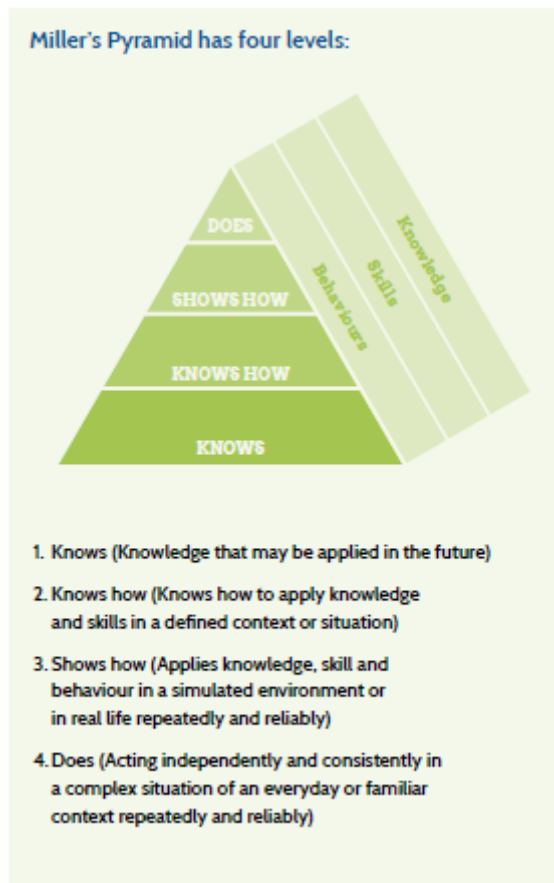 Miller's Pyramid has four levels:
DOES
SHOWS HOW
KNOWS HOW
KNOWS
Behaviours
Skills
Knowledge
1. Knows (Knowledge that may be applied in the future)
2. Knows how (Knows how to apply knowledge
and skills in a defined context or situation)
3. Shows how (Applies knowledge, skill and
behaviour in a simulated environment or
in real life repeatedly and reliably)
4. Does (Acting independently and consistently in
a complex situation of an everyday or familiar
context repeatedly and reliably)